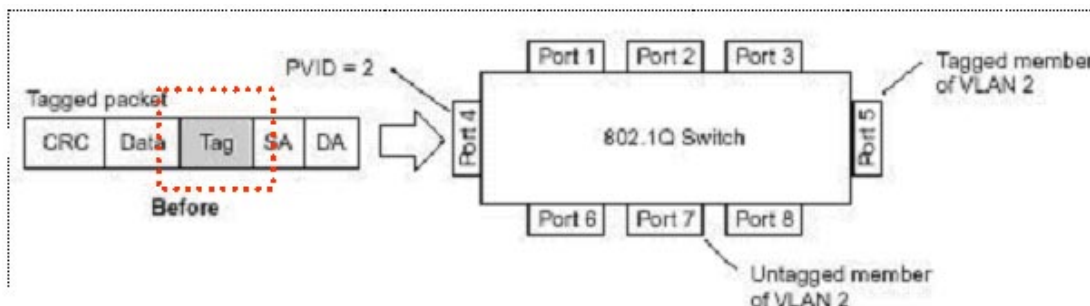 Port 1 Port 2 Port 3
PVID = 2
Tagged member
of VLAN 2
Tagged packet
CRC Data Tag SA DA
Port 4
802.1Q Switch
Port 5
Before
Port 6 Port 7 Port 8
Untagged member
of VLAN 2